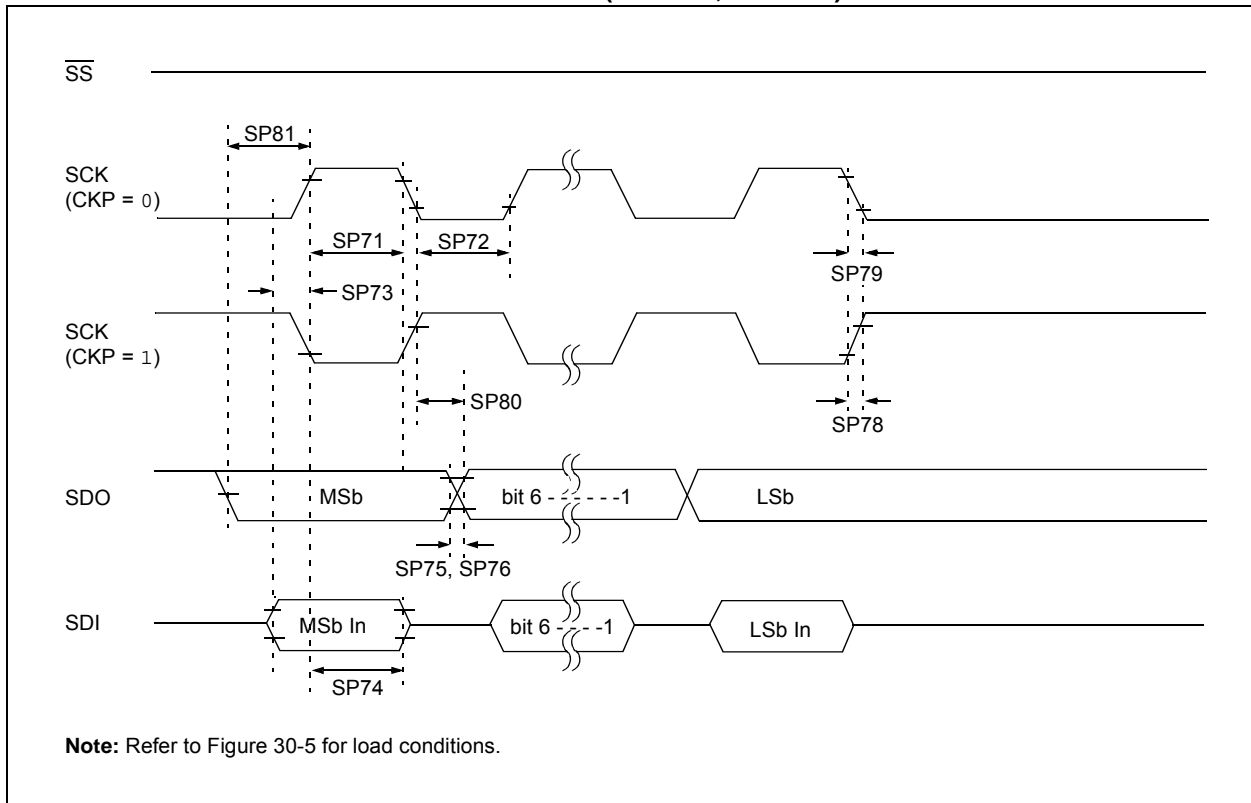 SS
SP81
SCK
(CKP = 0)
SP71
SP72
SP79
SP73
SCK
(CKP = 1)
SP80
SP78
SDO
MSb
bit 6 - - - - - -1
LSb
SP75, SP76
SDI
MSb In
bit 6 - - - -1
LSb In
SP74
Note: Refer to Figure 30-5 for load conditions.